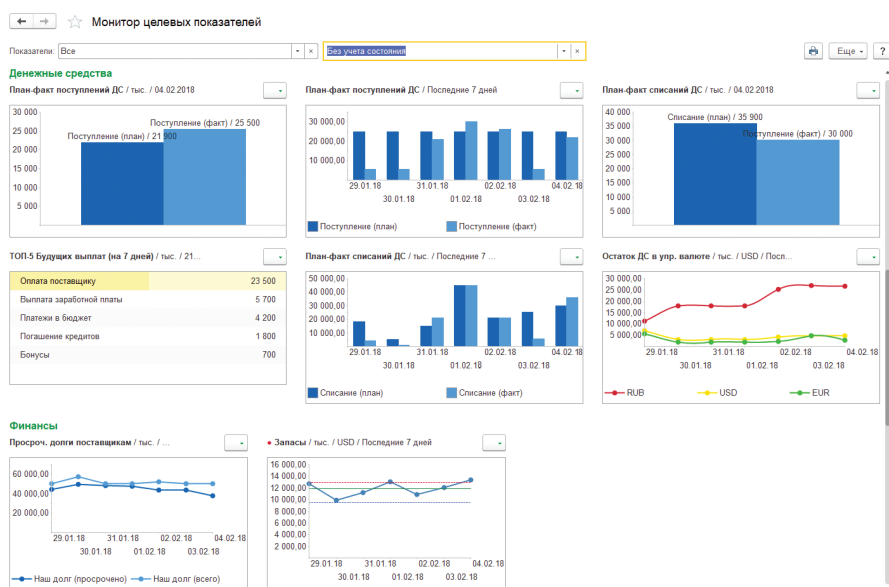 Монитор целевых показателей
Показатели: Все Без учета состояния Еще ?
Денежные средства
План-факт поступлений ДС / тыс. / 04.02.2018
30 000
25 000
20 000
15 000
10 000
5 000
Поступление (факт) / 25 500
Поступление (план) / 21 900
План-факт поступлений ДС / Последние 7 дней
30 000,00
20 000,00
10 000,00
29.01.18 31.01.18 02.02.18 04.02.18
30.01.18 01.02.18 03.02.18
Поступление (план) Поступление (факт)
План-факт списаний ДС / тыс. / 04.02.2018
40 000
35 000
30 000
25 000
20 000
15 000
10 000
5 000
Списание (план) / 35 900
Поступление (факт) / 30 000
ТОП-5 Будущих выплат (на 7 дней) / тыс. / 21...
Оплата поставщику 23 500
Выплата заработной платы 5 700
Платежи в бюджет 4 200
Погашение кредитов 1 800
Бонусы 700
План-факт списаний ДС / тыс. / Последние 7 ...
50 000,00
40 000,00
30 000,00
20 000,00
10 000,00
29.01.18 31.01.18 02.02.18 04.02.18
30.01.18 01.02.18 03.02.18
Списание (план) Списание (факт)
Остаток ДС в упр. валюте / тыс. / USD / Посл...
30 000,00
25 000,00
20 000,00
15 000,00
10 000,00
5 000,00
29.01.18 31.01.18 02.02.18 04.02.18
30.01.18 01.02.18 03.02.18
RUB USD EUR
Финансы
Просроч. долги поставщикам / тыс. / ...
60 000,00
40 000,00
20 000,00
29.01.18 31.01.18 02.02.18 04.02.18
30.01.18 01.02.18 03.02.18
Наш долг (просрочено) Наш долг (всего)
Запасы / тыс. / USD / Последние 7 дней
16 000,00
14 000,00
12 000,00
10 000,00
8 000,00
6 000,00
4 000,00
2 000,00
29.01.18 31.01.18 02.02.18 04.02.18
30.01.18 01.02.18 03.02.18